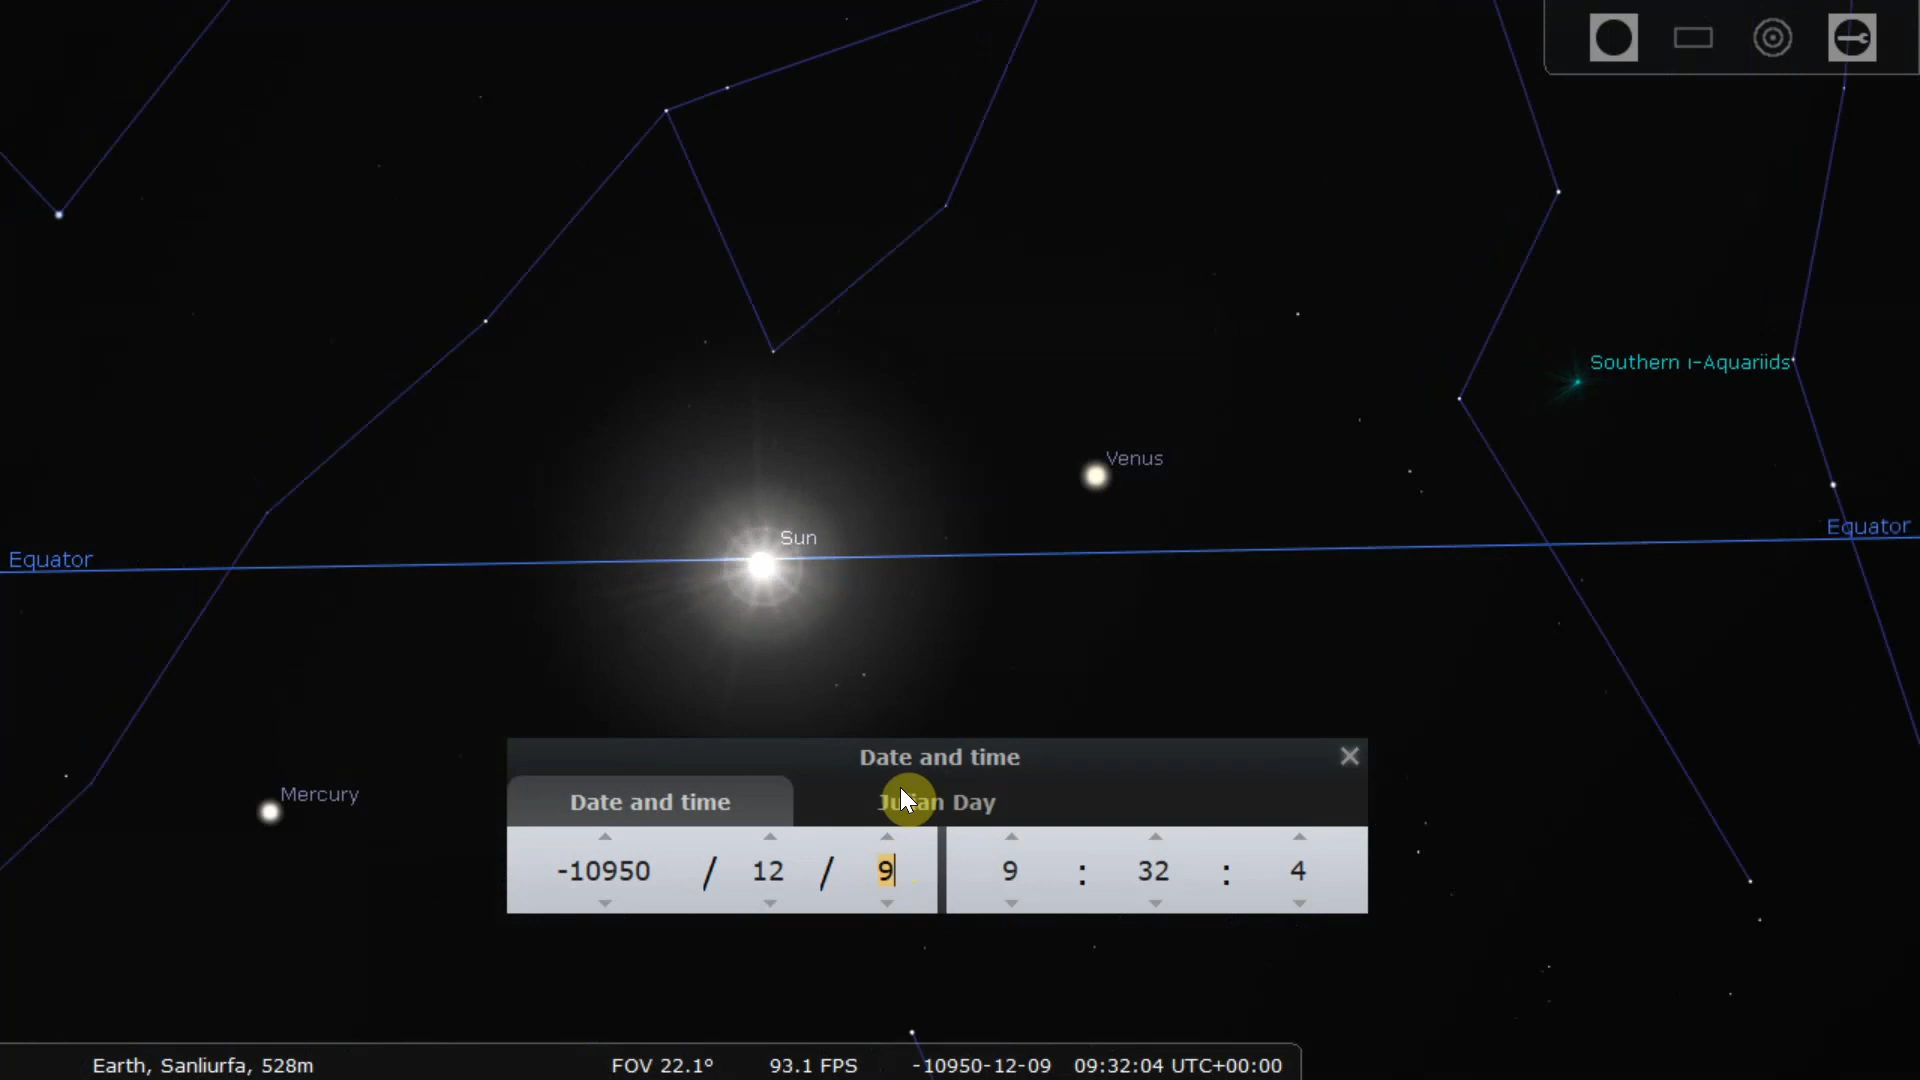 Southern ι-Aquariids
Venus
Equator
Sun
Equator
Mercury
Date and time
Date and time
Julian Day
-10950 / 12 / 9
9 : 32 : 4
Earth, Sanliurfa, 528m
FOV 22.1°
93.1 FPS
-10950-12-09
09:32:04 UTC+00:00